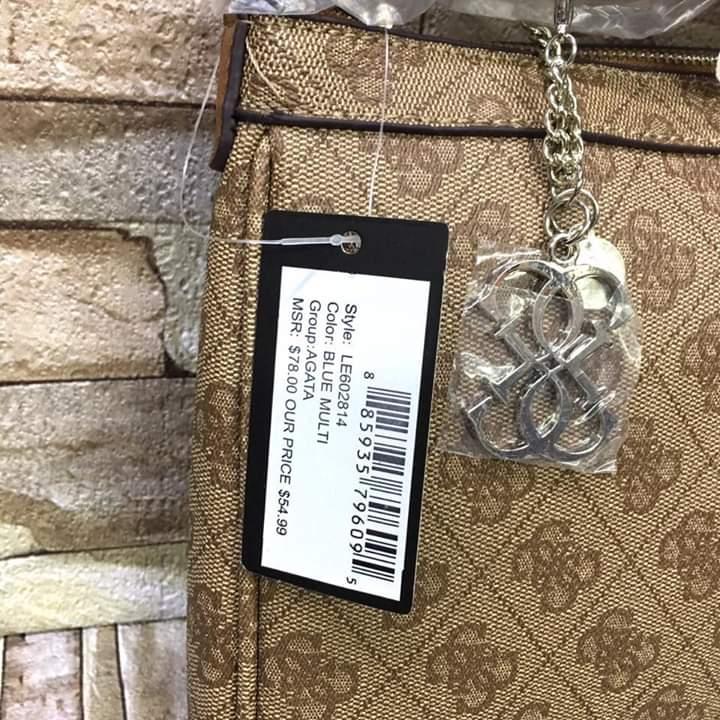 Style: LE602814
Color: BLUE MULTI
Group:AGATA
MSR: $78.00 OUR PRICE $54.99
8 85935 79609 5